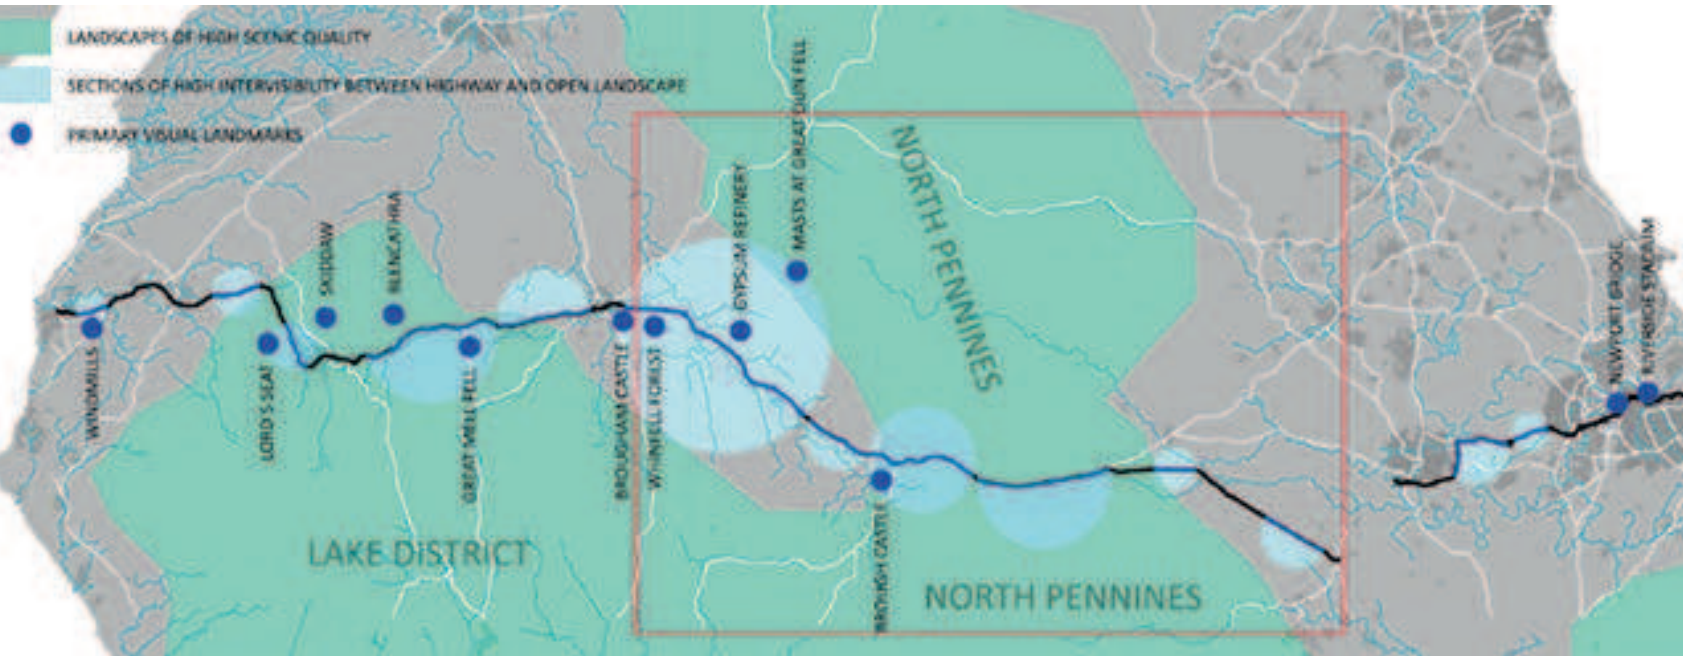 LANDSCAPES OF HIGH SCENIC QUALITY
SECTIONS OF HIGH INTERVISIBILITY BETWEEN HIGHWAY AND OPEN LANDSCAPE
PRIMARY VISUAL LANDMARKS
WINDMILLS
LORD'S SEAT
SKIDDAW
BLENCATHRA
GREAT MELL FELL
BROUGHAM CASTLE
WHINFELL FOREST
GYPSUM REFINERY
MASTS AT GREAT DUN FELL
NORTH PENNINES
BROUGH CASTLE
NEWPORT BRIDGE
RIVERSIDE STADIUM
LAKE DISTRICT
NORTH PENNINES